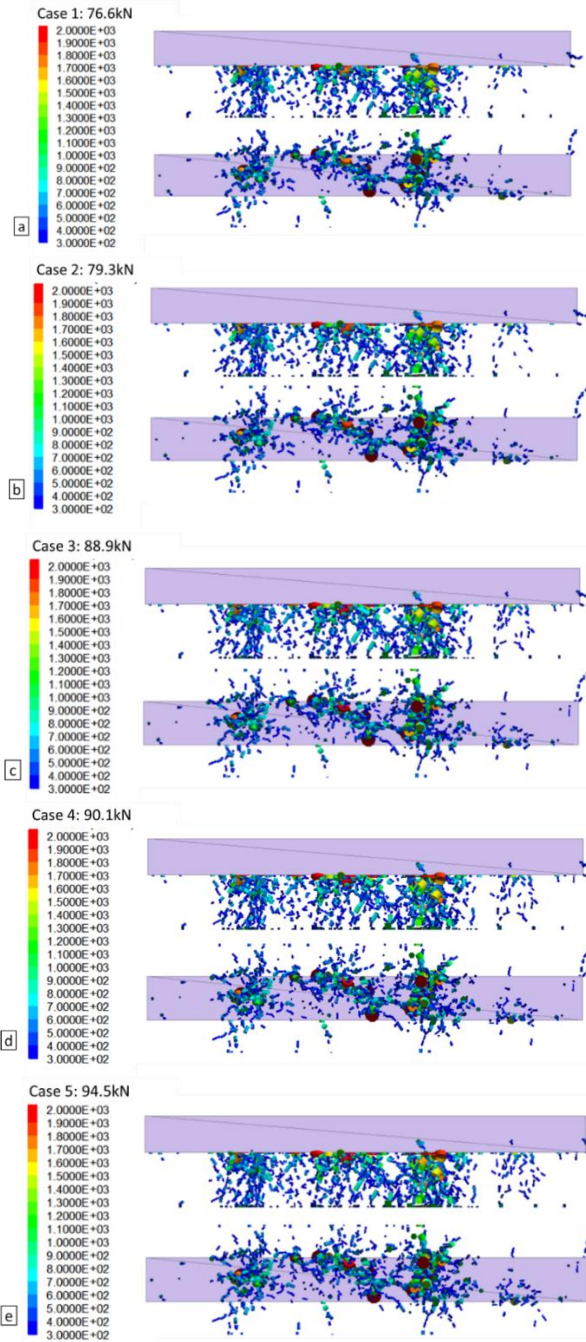 Case 1: 76.6kN
2.0000E+03
1.9000E+03
1.8000E+03
1.7000E+03
1.6000E+03
1.5000E+03
1.4000E+03
1.3000E+03
1.2000E+03
1.1000E+03
1.0000E+03
9.0000E+02
8.0000E+02
7.0000E+02
6.0000E+02
5.0000E+02
4.0000E+02
3.0000E+02
a
Case 2: 79.3kN
2.0000E+03
1.9000E+03
1.8000E+03
1.7000E+03
1.6000E+03
1.5000E+03
1.4000E+03
1.3000E+03
1.2000E+03
1.1000E+03
1.0000E+03
9.0000E+02
8.0000E+02
7.0000E+02
6.0000E+02
5.0000E+02
4.0000E+02
3.0000E+02
b
Case 3: 88.9kN
2.0000E+03
1.9000E+03
1.8000E+03
1.7000E+03
1.6000E+03
1.5000E+03
1.4000E+03
1.3000E+03
1.2000E+03
1.1000E+03
1.0000E+03
9.0000E+02
8.0000E+02
7.0000E+02
6.0000E+02
5.0000E+02
4.0000E+02
3.0000E+02
c
Case 4: 90.1kN
2.0000E+03
1.9000E+03
1.8000E+03
1.7000E+03
1.6000E+03
1.5000E+03
1.4000E+03
1.3000E+03
1.2000E+03
1.1000E+03
1.0000E+03
9.0000E+02
8.0000E+02
7.0000E+02
6.0000E+02
5.0000E+02
4.0000E+02
3.0000E+02
d
Case 5: 94.5kN
2.0000E+03
1.9000E+03
1.8000E+03
1.7000E+03
1.6000E+03
1.5000E+03
1.4000E+03
1.3000E+03
1.2000E+03
1.1000E+03
1.0000E+03
9.0000E+02
8.0000E+02
7.0000E+02
6.0000E+02
5.0000E+02
4.0000E+02
3.0000E+02
e